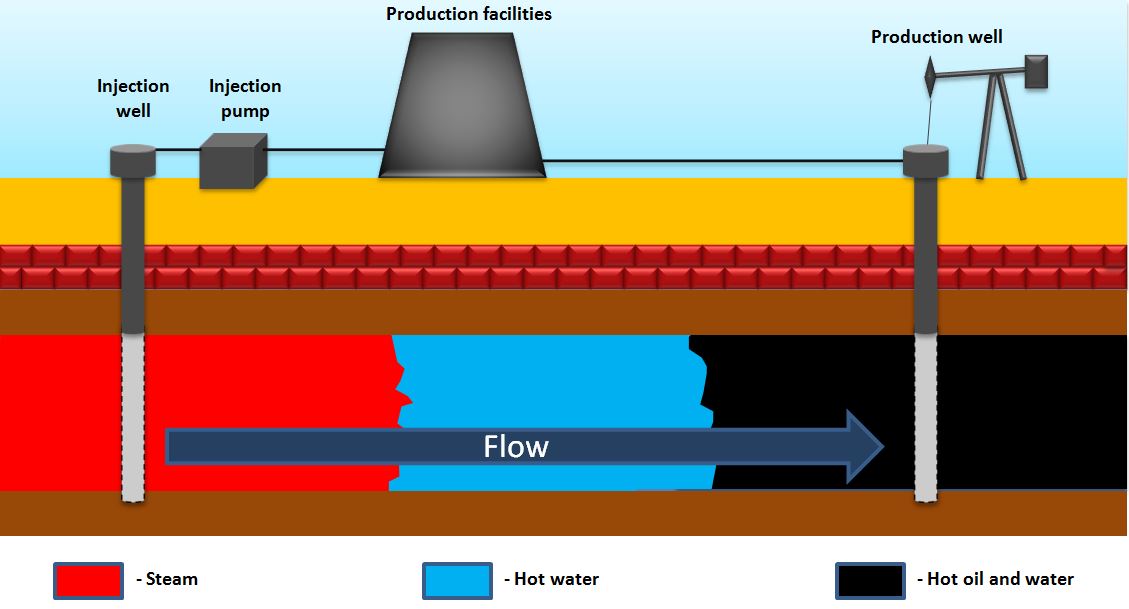 Production facilities
Production well
Injection
well
Injection
pump
Flow
- Steam
- Hot water
- Hot oil and water